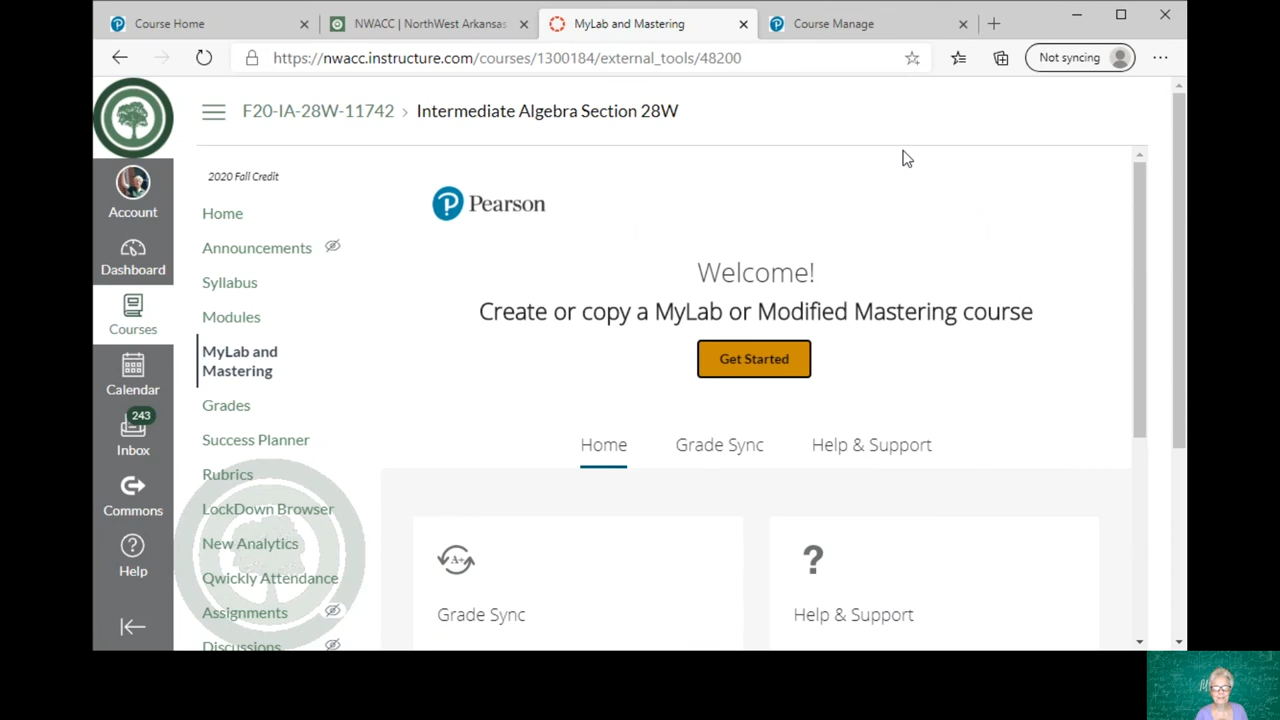 Course Home
NWACC | NorthWest Arkansas
MyLab and Mastering
Course Manage
https://nwacc.instructure.com/courses/1300184/external_tools/48200
Not syncing
F20-IA-28W-11742 › Intermediate Algebra Section 28W
Account
Dashboard
Courses
Calendar
243
Inbox
Commons
Help
2020 Fall Credit
Home
Announcements
Syllabus
Modules
MyLab and
Mastering
Grades
Success Planner
Rubrics
LockDown Browser
New Analytics
Qwickly Attendance
Assignments
Discussions
Pearson
Welcome!
Create or copy a MyLab or Modified Mastering course
Get Started
Home
Grade Sync
Help & Support
A+
Grade Sync
?
Help & Support